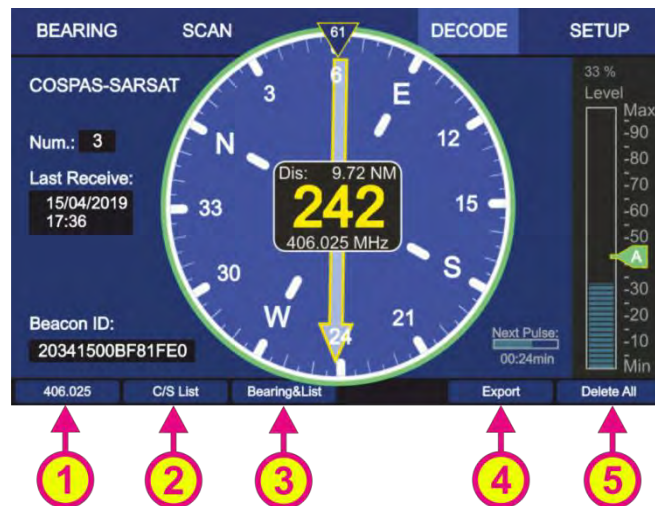 BEARING SCAN DECODE SETUP
61
COSPAS-SARSAT
Num.: 3
Last Receive:
15/04/2019
17:36
Beacon ID:
20341500BF81FE0
6
E
12
15
S
21
24
W
30
33
N
3
Dis: 9.72 NM
242
406.025 MHz
Next Pulse:
00:24min
33 %
Level
Max
-90
-80
-70
-60
-50
A
-30
-20
-10
Min
406.025 C/S List Bearing&List Export Delete All
1 2 3 4 5